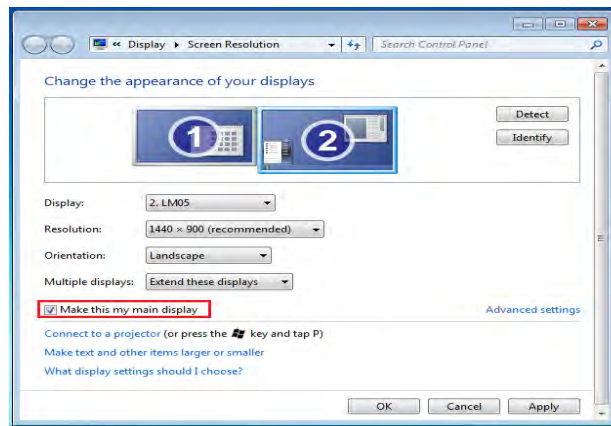 « Display ▸ Screen Resolution Search Control Panel
Change the appearance of your displays
1 2
Detect
Identify
Display: 2. LM05
Resolution: 1440 × 900 (recommended)
Orientation: Landscape
Multiple displays: Extend these displays
Make this my main display Advanced settings
Connect to a projector (or press the key and tap P)
Make text and other items larger or smaller
What display settings should I choose?
OK Cancel Apply